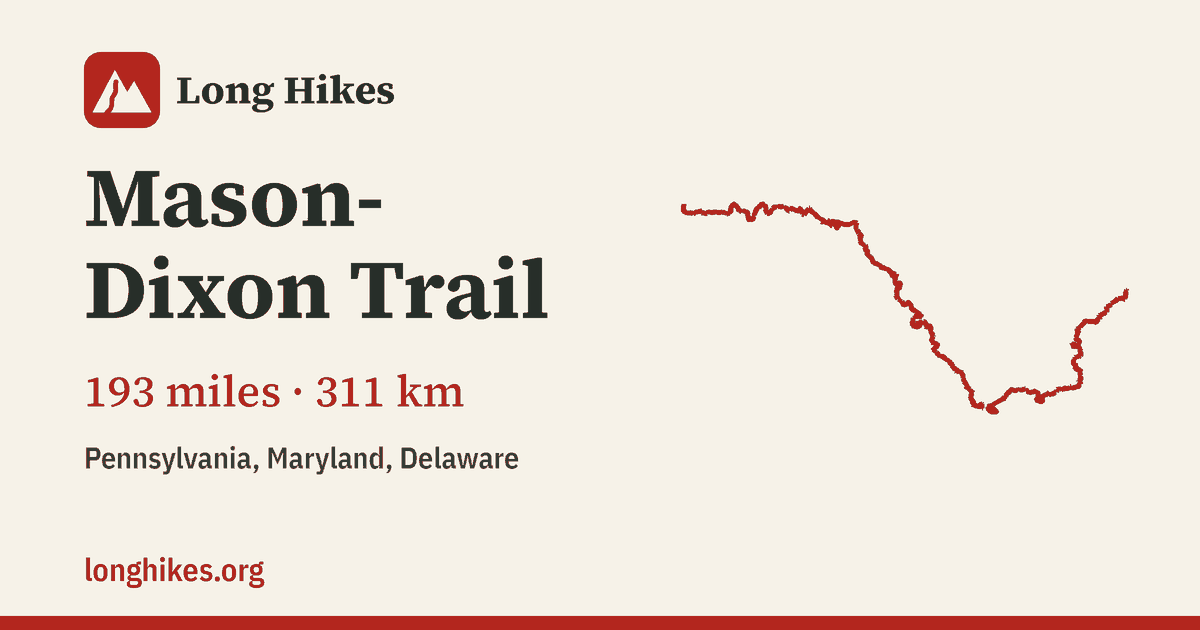 Long Hikes
Mason-
Dixon Trail
193 miles · 311 km
Pennsylvania, Maryland, Delaware
longhikes.org